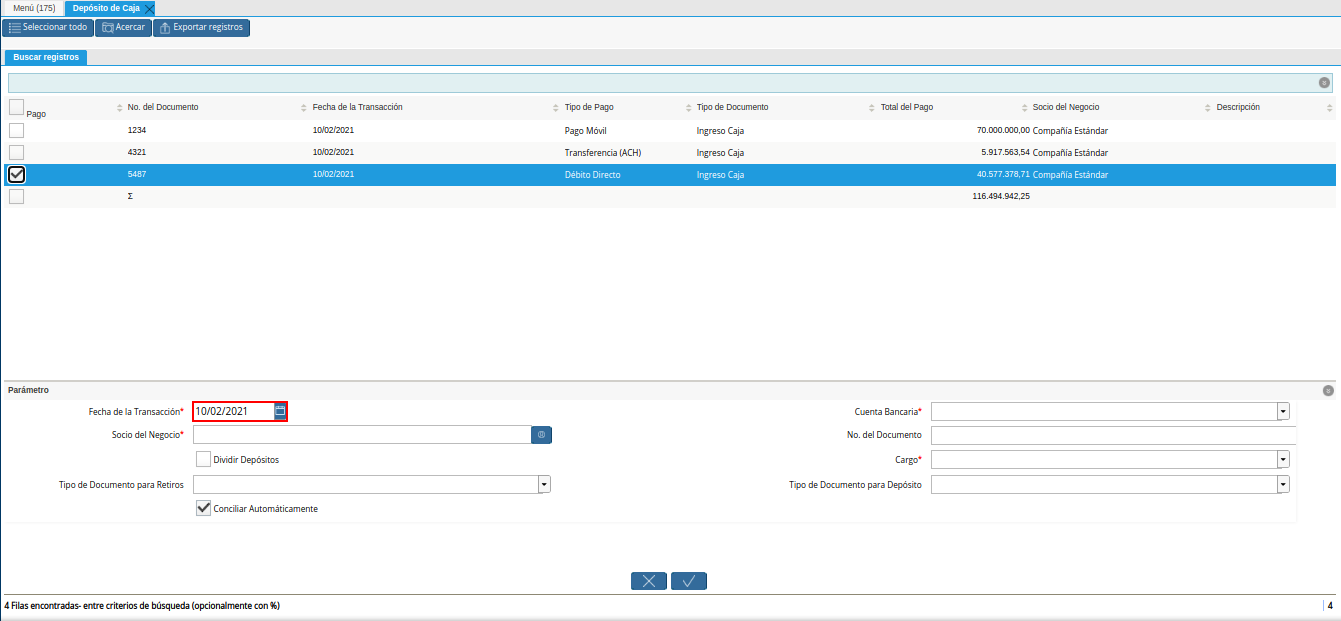 Menú (175) Depósito de Caja
Seleccionar todo Acercar Exportar registros
Buscar registros
Pago No. del Documento Fecha de la Transacción Tipo de Pago Tipo de Documento Total del Pago Socio del Negocio Descripción
1234 10/02/2021 Pago Móvil Ingreso Caja 70.000.000,00 Compañía Estándar
4321 10/02/2021 Transferencia (ACH) Ingreso Caja 5.917.563,54 Compañía Estándar
5487 10/02/2021 Débito Directo Ingreso Caja 40.577.378,71 Compañía Estándar
Σ 116.494.942,25
Parámetro
Fecha de la Transacción* 10/02/2021 Cuenta Bancaria*
Socio del Negocio* No. del Documento
Dividir Depósitos Cargo*
Tipo de Documento para Retiros Tipo de Documento para Depósito
Conciliar Automáticamente
4 Filas encontradas- entre criterios de búsqueda (opcionalmente con %) 4